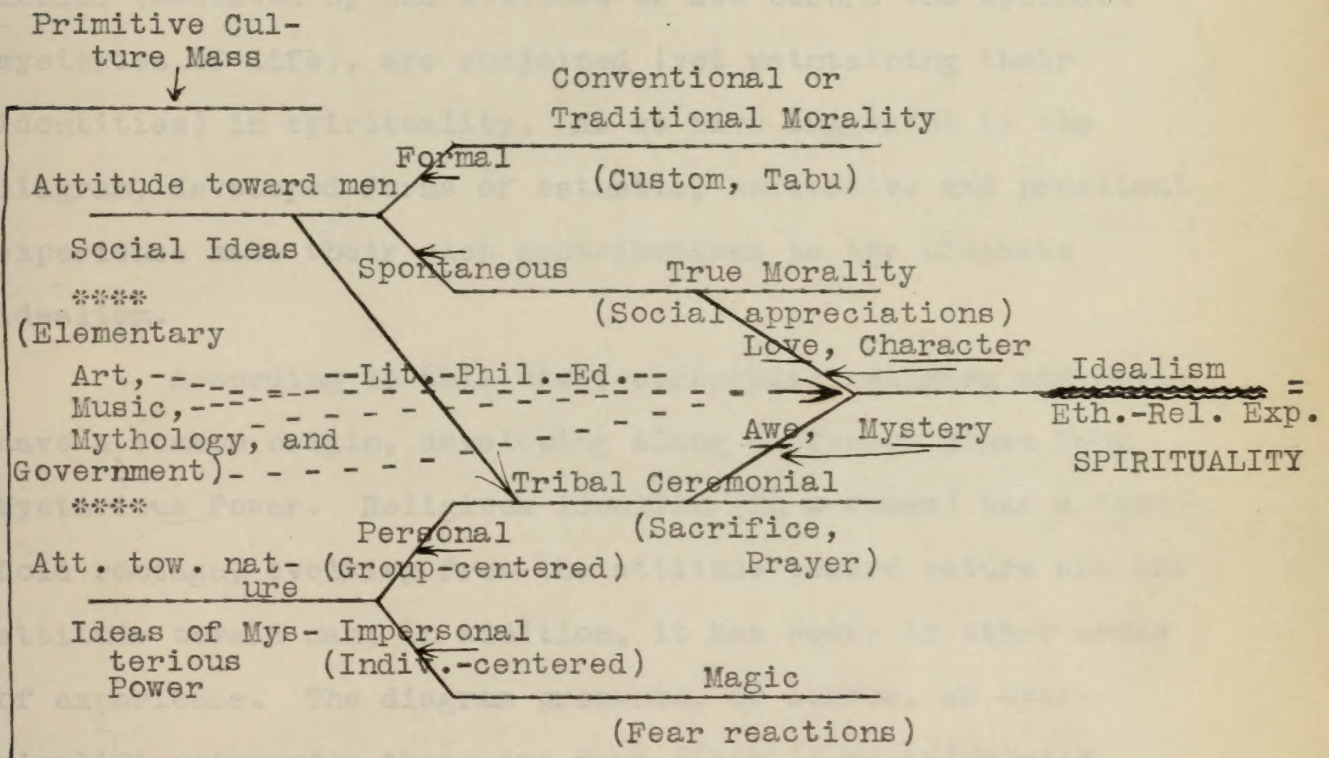 Primitive Cul-
ture Mass
Conventional or
Traditional Morality
Formal
Attitude toward men
(Custom, Tabu)
Social Ideas
Spontaneous
True Morality
****
(Social appreciations)
(Elementary
Love, Character
Art,
Lit.-Phil.-Ed.
Idealism
Music,
Eth.-Rel. Exp.
Mythology, and
Awe, Mystery
Government)
SPIRITUALITY
Tribal Ceremonial
****
Personal
(Sacrifice,
Att. tow. nat-
(Group-centered)
Prayer)
ure
Ideas of Mys-
Impersonal
terious
(Indiv.-centered)
Power
Magic
(Fear reactions)